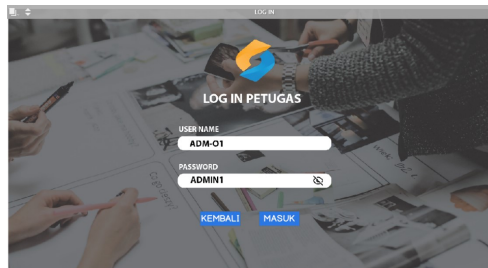 LOG IN
LOG IN PETUGAS
USER NAME
ADM-O1
PASSWORD
ADMIN1
KEMBALI MASUK